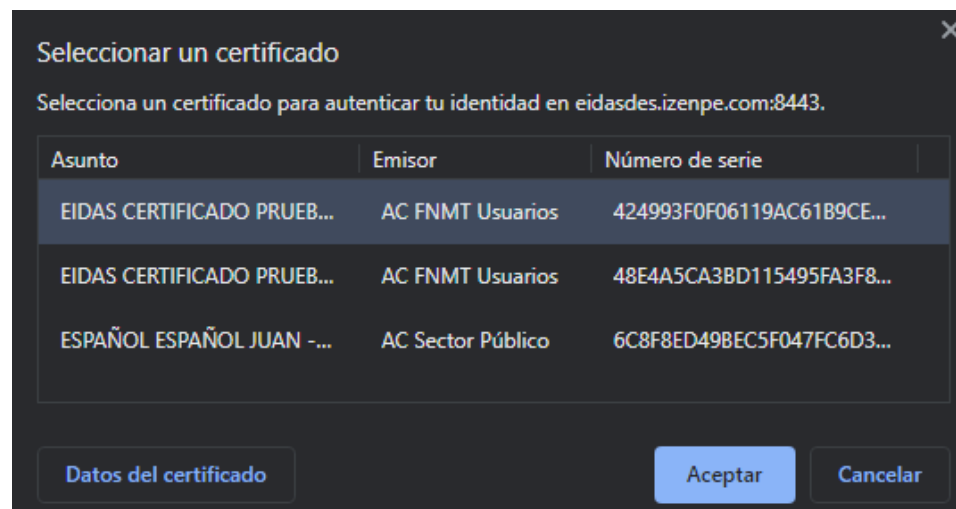 Seleccionar un certificado
Selecciona un certificado para autenticar tu identidad en eidasdes.izenpe.com:8443.
Asunto Emisor Número de serie
EIDAS CERTIFICADO PRUEB... AC FNMT Usuarios 424993F0F06119AC61B9CE...
EIDAS CERTIFICADO PRUEB... AC FNMT Usuarios 48E4A5CA3BD115495FA3F8...
ESPAÑOL ESPAÑOL JUAN -... AC Sector Público 6C8F8ED49BEC5F047FC6D3...
Datos del certificado Aceptar Cancelar